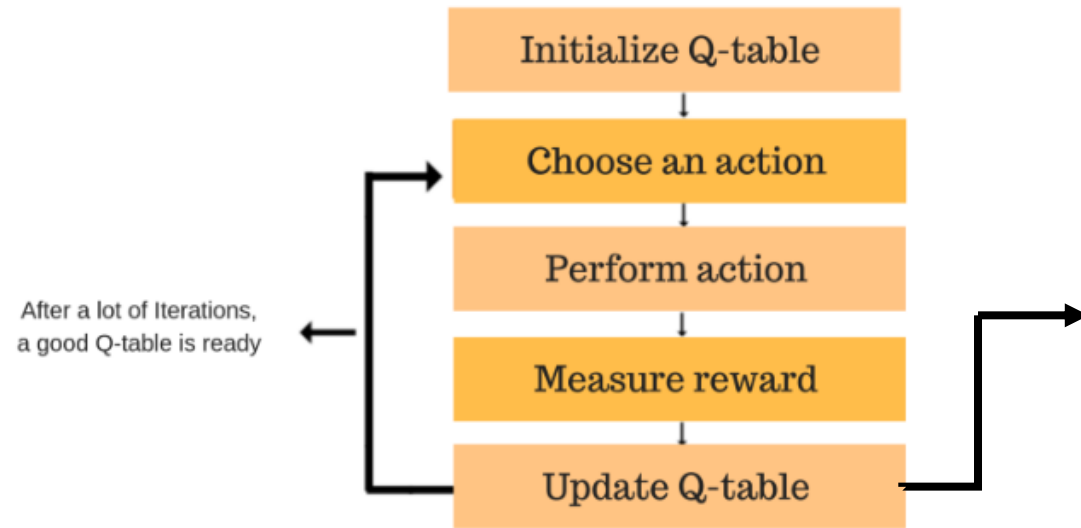 Initialize Q-table
Choose an action
Perform action
After a lot of Iterations,
a good Q-table is ready
Measure reward
Update Q-table